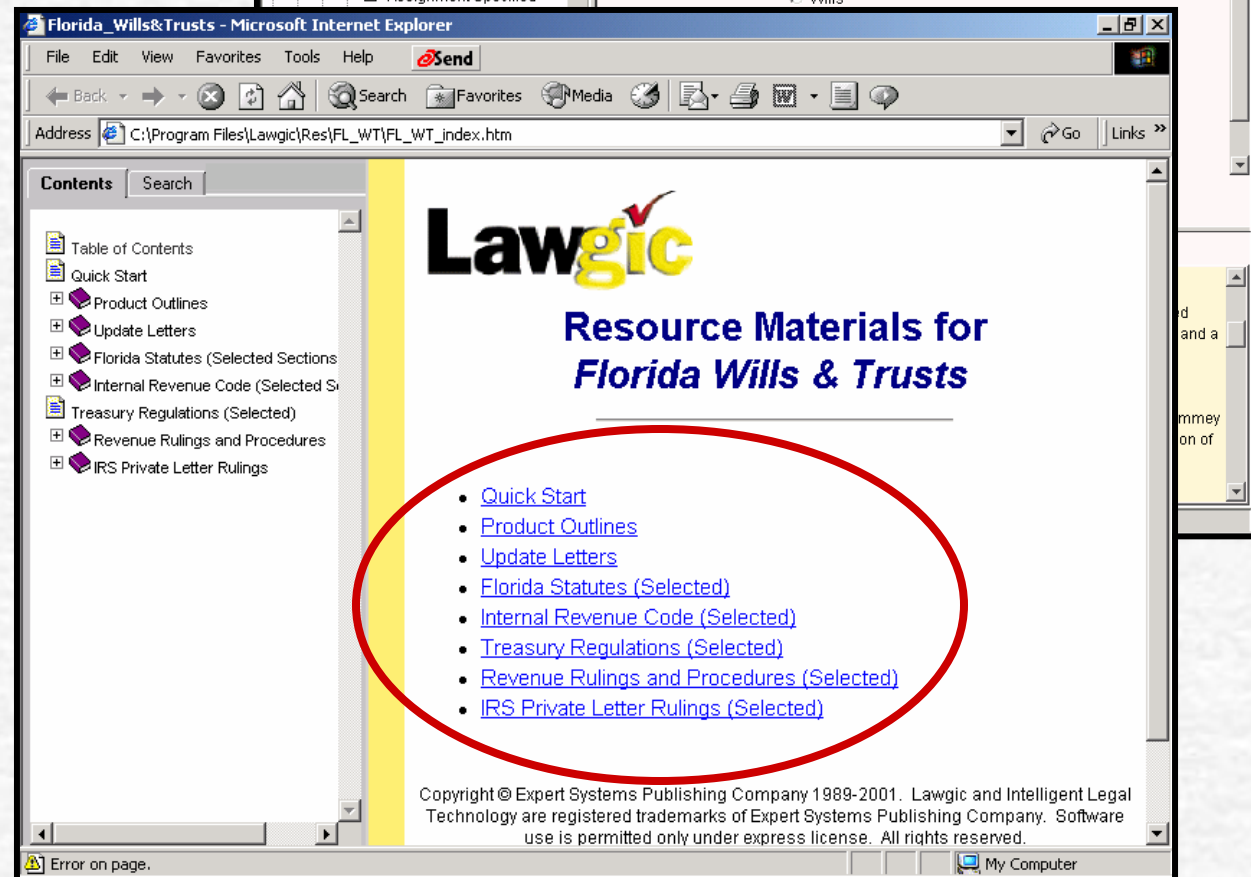 Assignment Specified
Wills
Florida_Wills&Trusts - Microsoft Internet Explorer
File Edit View Favorites Tools Help Send
Back Search Favorites Media
Address C:\Program Files\Lawgic\Res\FL_WT\FL_WT_index.htm Go Links »
Contents Search
Table of Contents
Quick Start
Product Outlines
Update Letters
Florida Statutes (Selected Sections
Internal Revenue Code (Selected
Treasury Regulations (Selected)
Revenue Rulings and Procedures
IRS Private Letter Rulings
Lawgic
Resource Materials for
Florida Wills & Trusts
• Quick Start
• Product Outlines
• Update Letters
• Florida Statutes (Selected)
• Internal Revenue Code (Selected)
• Treasury Regulations (Selected)
• Revenue Rulings and Procedures (Selected)
• IRS Private Letter Rulings (Selected)
Copyright © Expert Systems Publishing Company 1989-2001. Lawgic and Intelligent Legal
Technology are registered trademarks of Expert Systems Publishing Company. Software
use is permitted only under express license. All rights reserved.
and a
on of
Error on page. My Computer